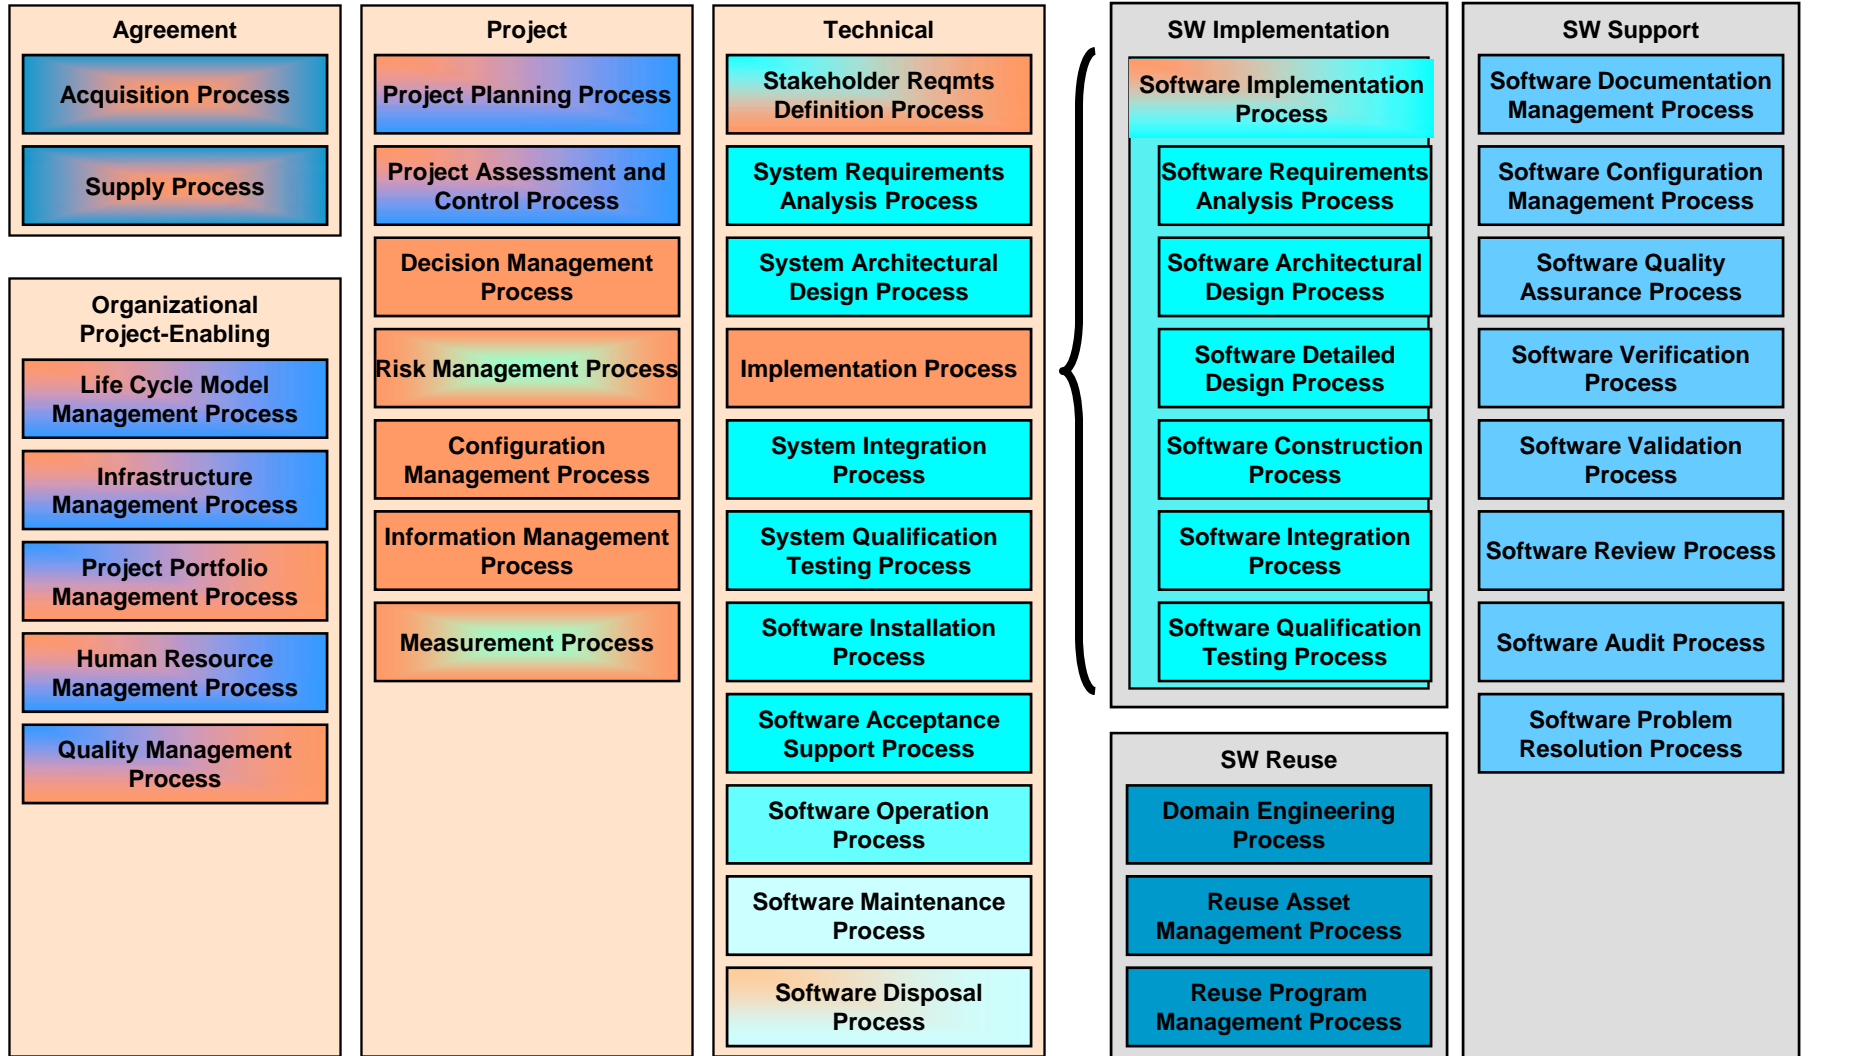 Agreement
Acquisition Process
Supply Process
Organizational
Project-Enabling
Life Cycle Model
Management Process
Infrastructure
Management Process
Project Portfolio
Management Process
Human Resource
Management Process
Quality Management
Process
Project
Project Planning Process
Project Assessment and
Control Process
Decision Management
Process
Risk Management Process
Configuration
Management Process
Information Management
Process
Measurement Process
Technical
Stakeholder Reqmts
Definition Process
System Requirements
Analysis Process
System Architectural
Design Process
Implementation Process
System Integration
Process
System Qualification
Testing Process
Software Installation
Process
Software Acceptance
Support Process
Software Operation
Process
Software Maintenance
Process
Software Disposal
Process
SW Implementation
Software Implementation
Process
Software Requirements
Analysis Process
Software Architectural
Design Process
Software Detailed
Design Process
Software Construction
Process
Software Integration
Process
Software Qualification
Testing Process
SW Reuse
Domain Engineering
Process
Reuse Asset
Management Process
Reuse Program
Management Process
SW Support
Software Documentation
Management Process
Software Configuration
Management Process
Software Quality
Assurance Process
Software Verification
Process
Software Validation
Process
Software Review Process
Software Audit Process
Software Problem
Resolution Process